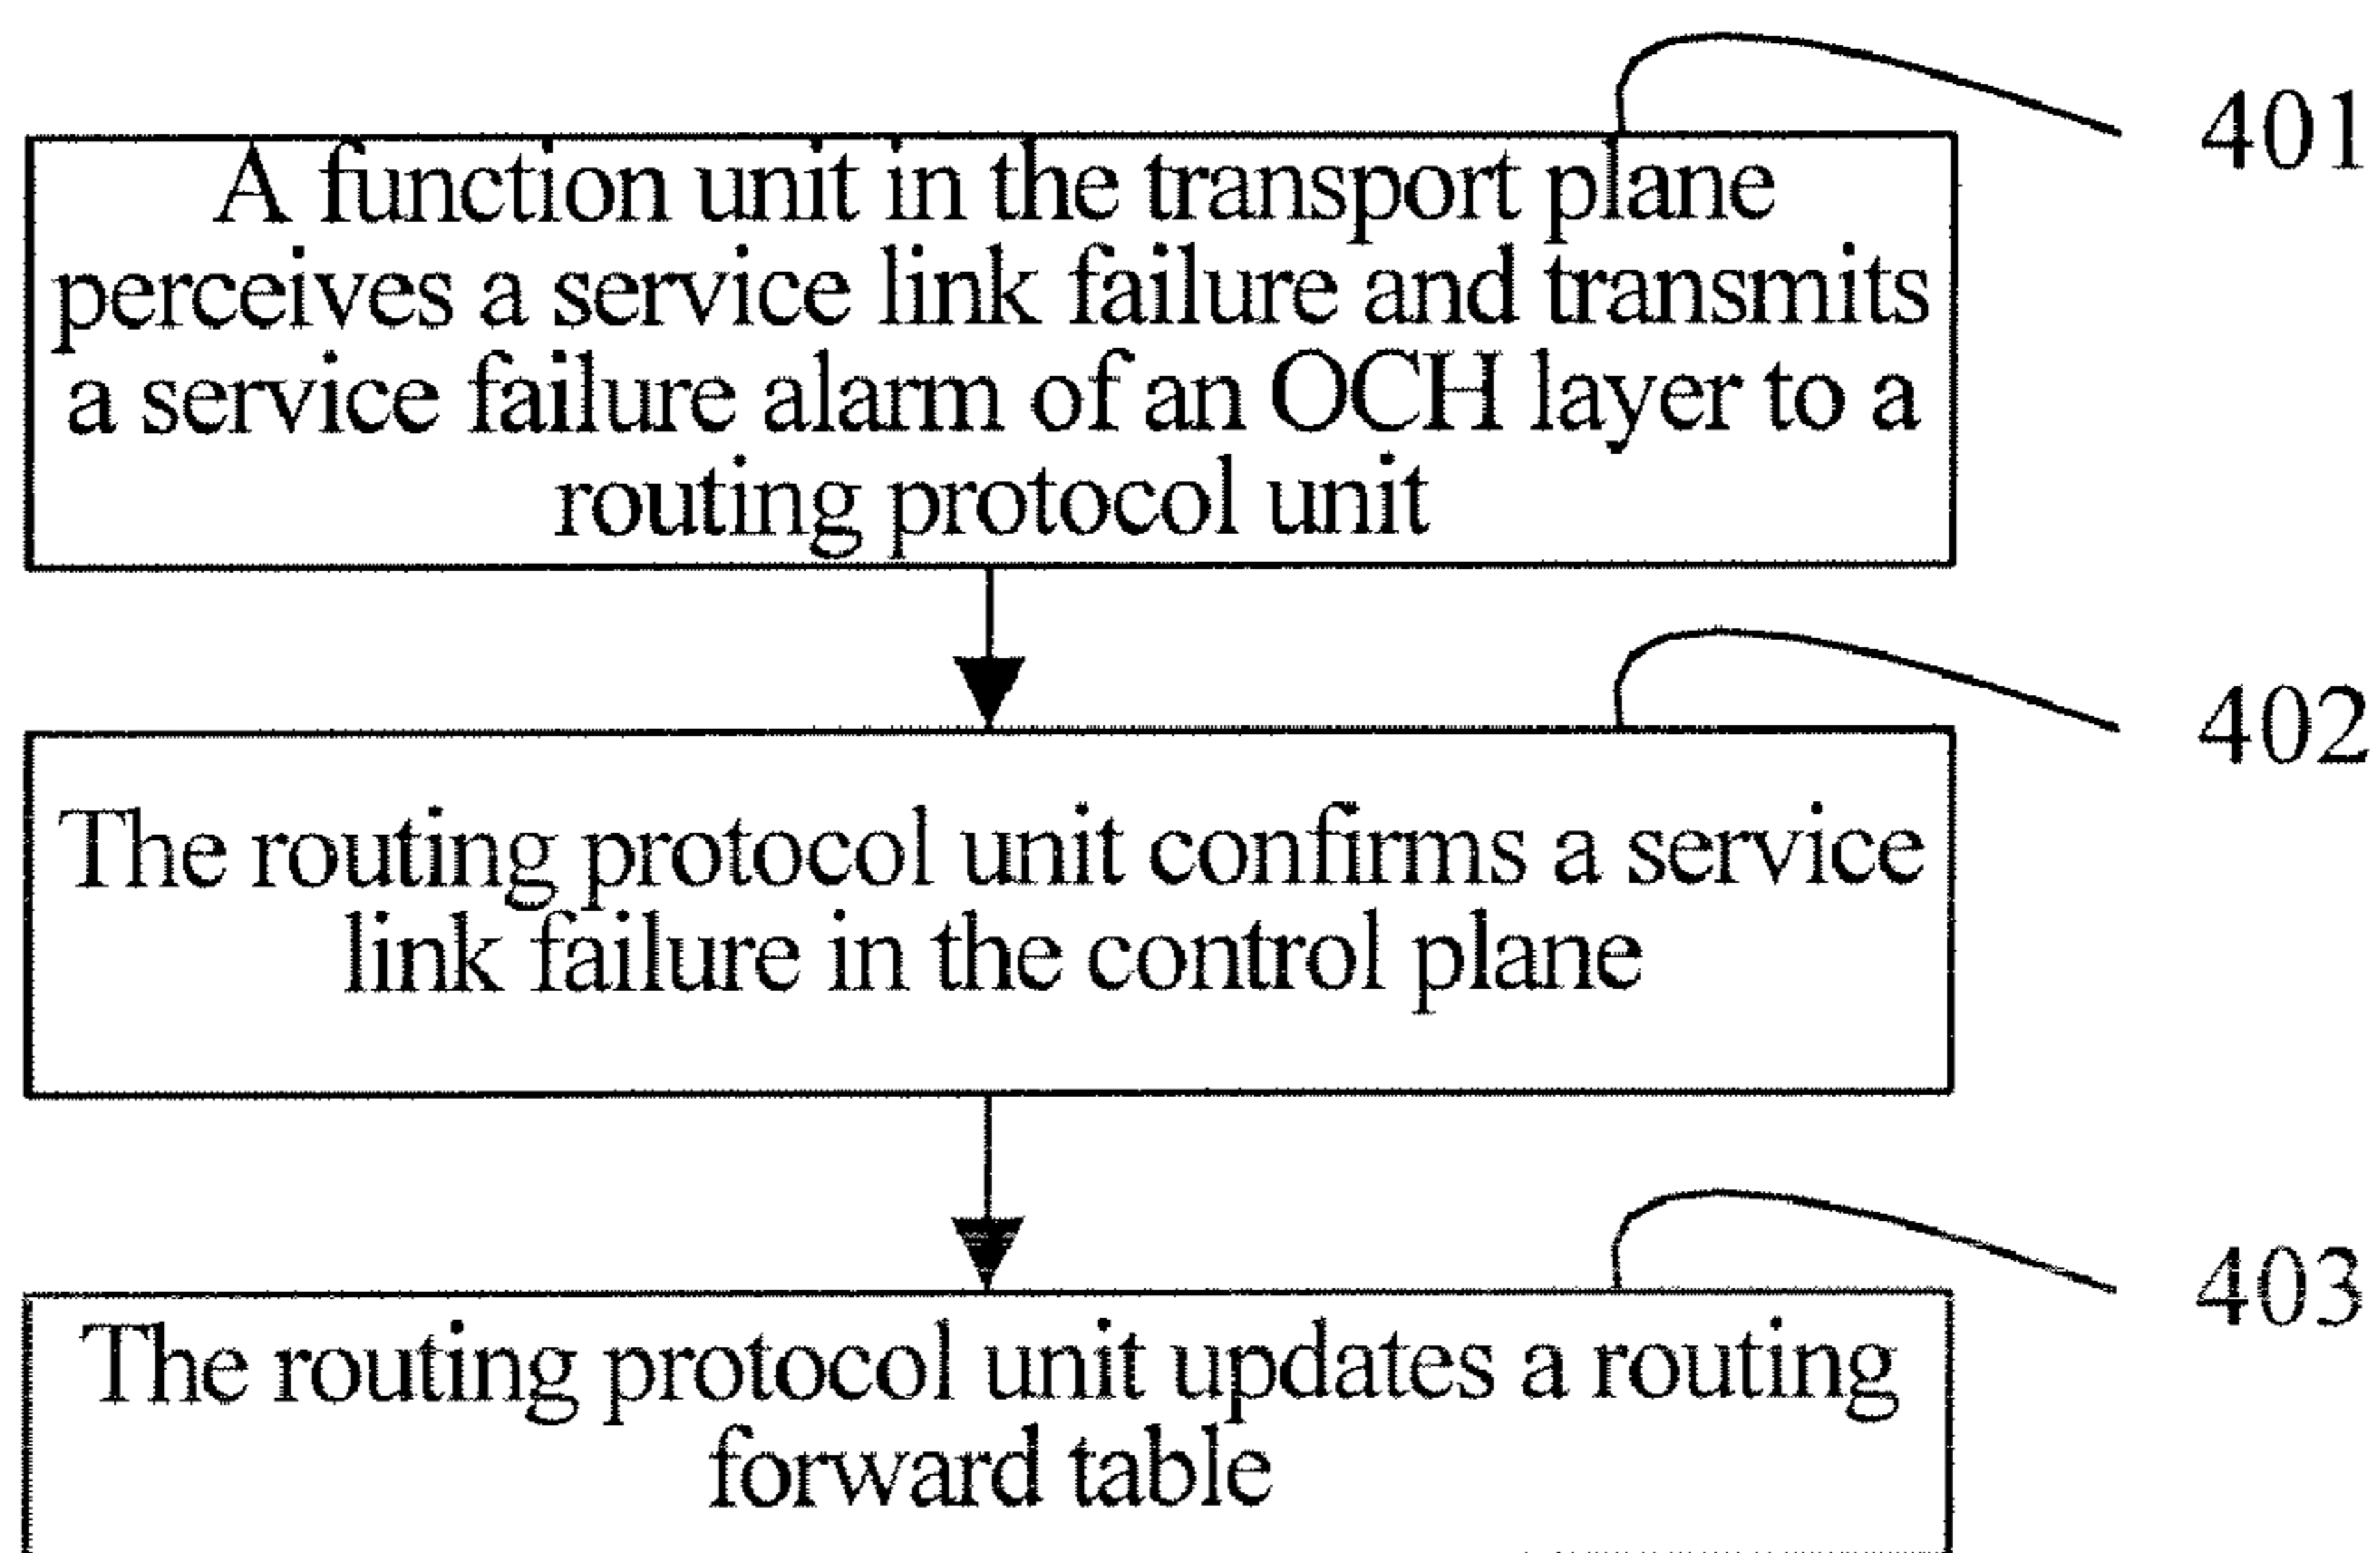 401
A function unit in the transport plane
perceives a service link failure and transmits
a service failure alarm of an OCH layer to a
routing protocol unit
402
The routing protocol unit confirms a service
link failure in the control plane
403
The routing protocol unit updates a routing
forward table